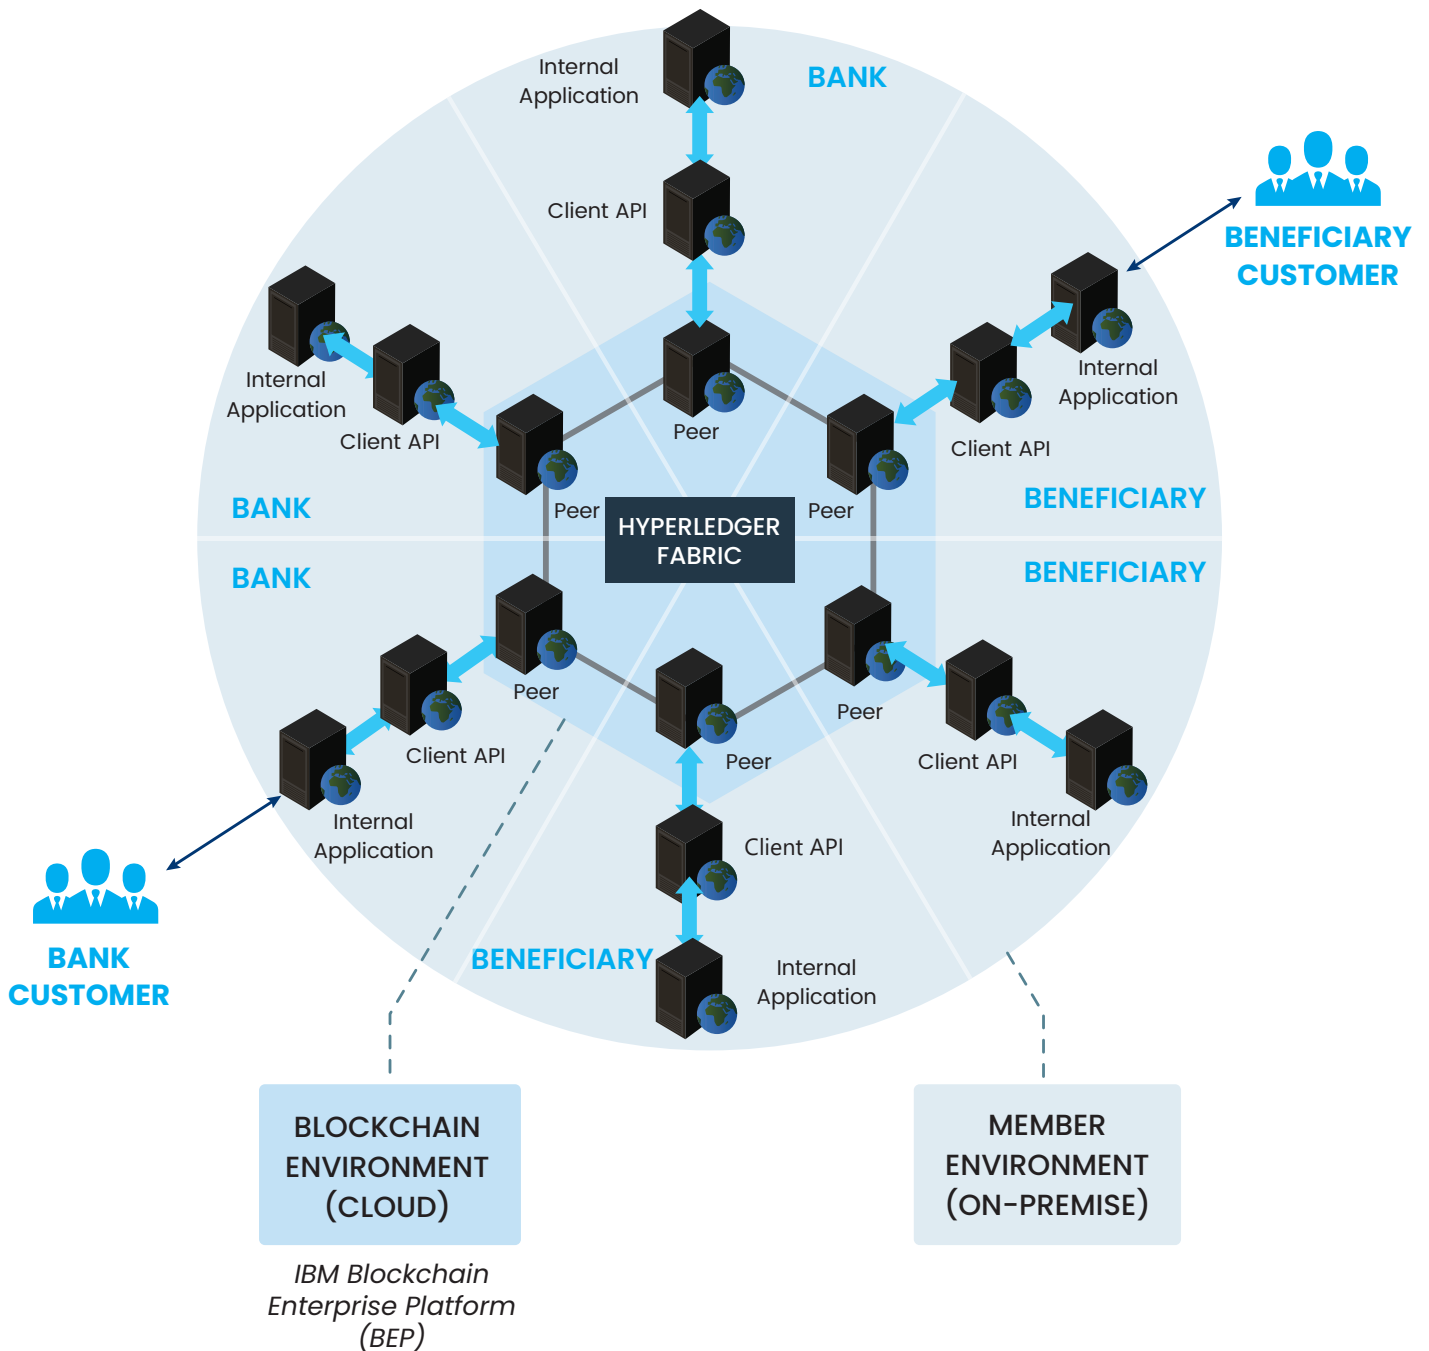 Internal
Application
BANK
Client API
BENEFICIARY
CUSTOMER
Internal
Application
Client API
Peer
Internal
Application
Client API
BANK
Peer
HYPERLEDGER
FABRIC
Peer
BENEFICIARY
BANK
BENEFICIARY
Peer
Peer
Client API
Peer
Client API
Internal
Application
Client API
Internal
Application
BANK
CUSTOMER
BENEFICIARY
Internal
Application
BLOCKCHAIN
ENVIRONMENT
(CLOUD)
MEMBER
ENVIRONMENT
(ON-PREMISE)
IBM Blockchain
Enterprise Platform
(BEP)